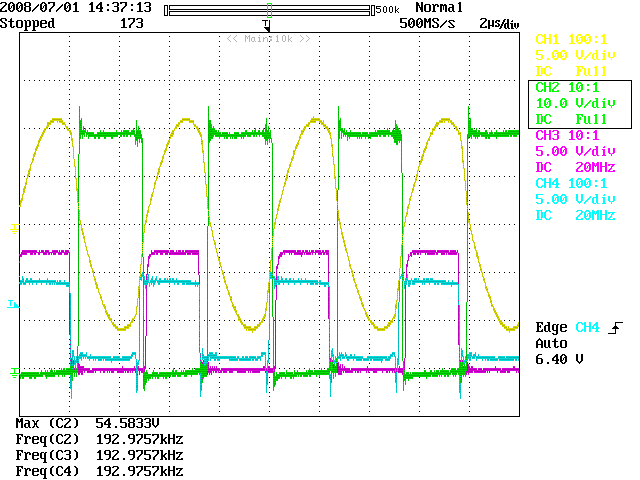 2008/07/01 14:37:13 500k Normal
Stopped 173 500MS/s 2µs/div
<< Main:10k >>
CH1 100:1
5.00 V/div
DC Full
CH2 10:1
10.0 V/div
DC Full
CH3 10:1
5.00 V/div
DC 20MHz
CH4 100:1
5.00 V/div
DC 20MHz
Edge CH4
Auto
6.40 V
Max (C2) 54.5833V
Freq(C2) 192.9757kHz
Freq(C3) 192.9757kHz
Freq(C4) 192.9757kHz